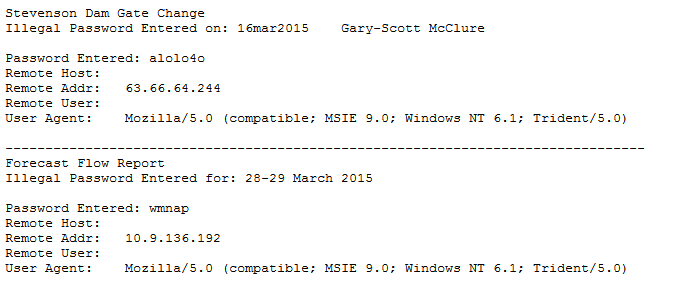 Stevenson Dam Gate Change
Illegal Password Entered on: 16mar2015    Gary-Scott McClure
Password Entered: alolo4o
Remote Host:
Remote Addr:   63.66.64.244
Remote User:
User Agent:    Mozilla/5.0 (compatible; MSIE 9.0; Windows NT 6.1; Trident/5.0)
--------------------------------------------------------------------------------
Forecast Flow Report
Illegal Password Entered for: 28-29 March 2015
Password Entered: wmnap
Remote Host:
Remote Addr:   10.9.136.192
Remote User:
User Agent:    Mozilla/5.0 (compatible; MSIE 9.0; Windows NT 6.1; Trident/5.0)